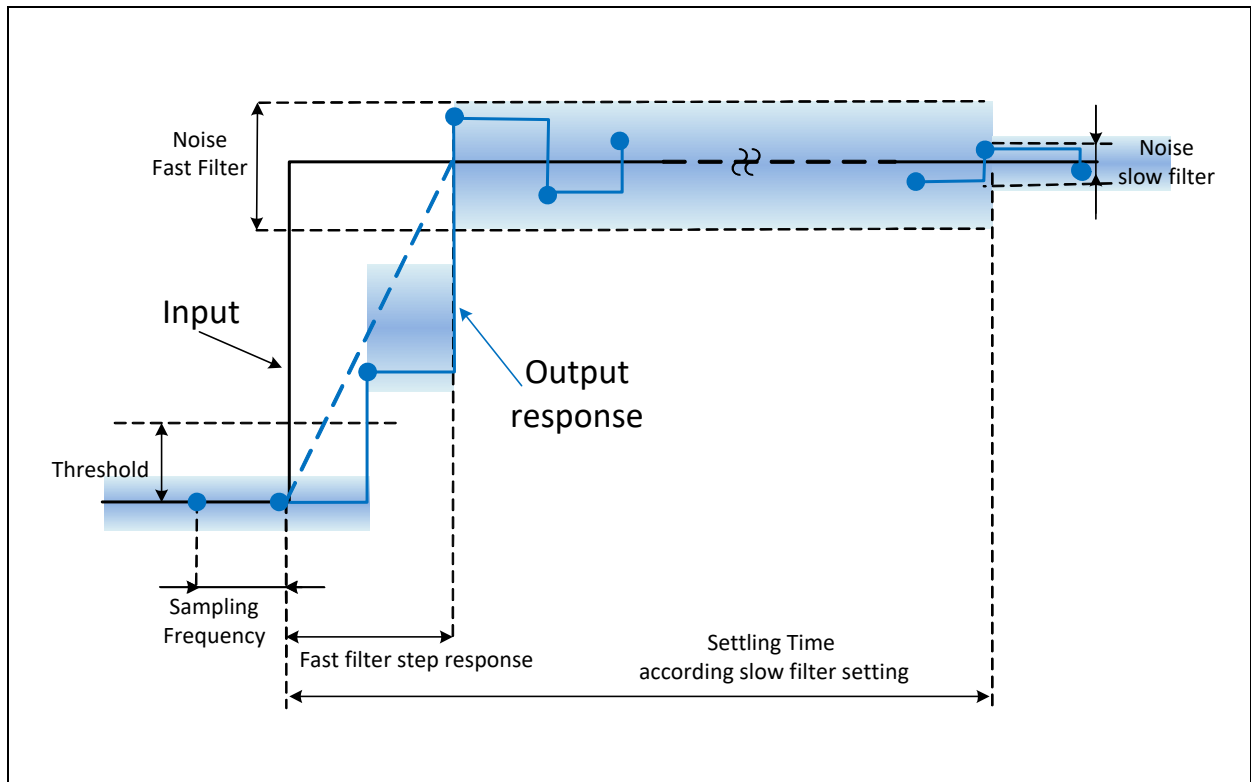 Noise
Fast Filter
Noise
slow filter
Input
Output
response
Threshold
Sampling
Frequency
Fast filter step response
Settling Time
according slow filter setting